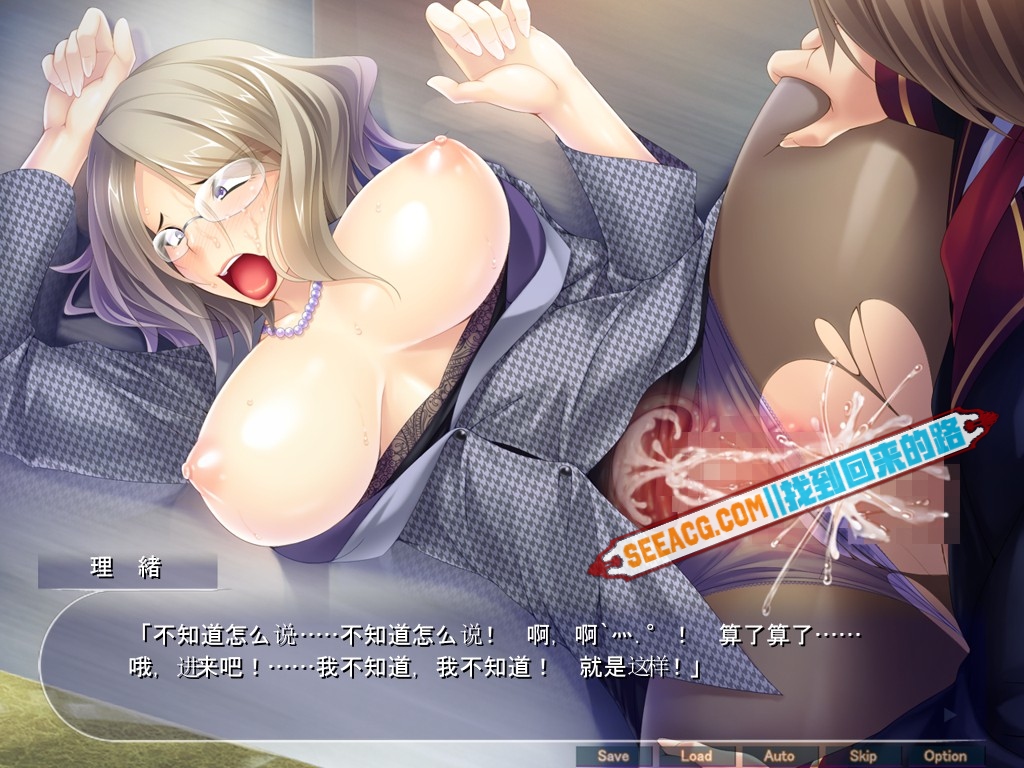 SEEACG.COM||找到回来的路
理 緒
「不知道怎么说……不知道怎么说！ 啊，啊 ！ 算了算了……
哦，进来吧！……我不知道，我不知道！ 就是这样！」
Save Load Auto Skip Option